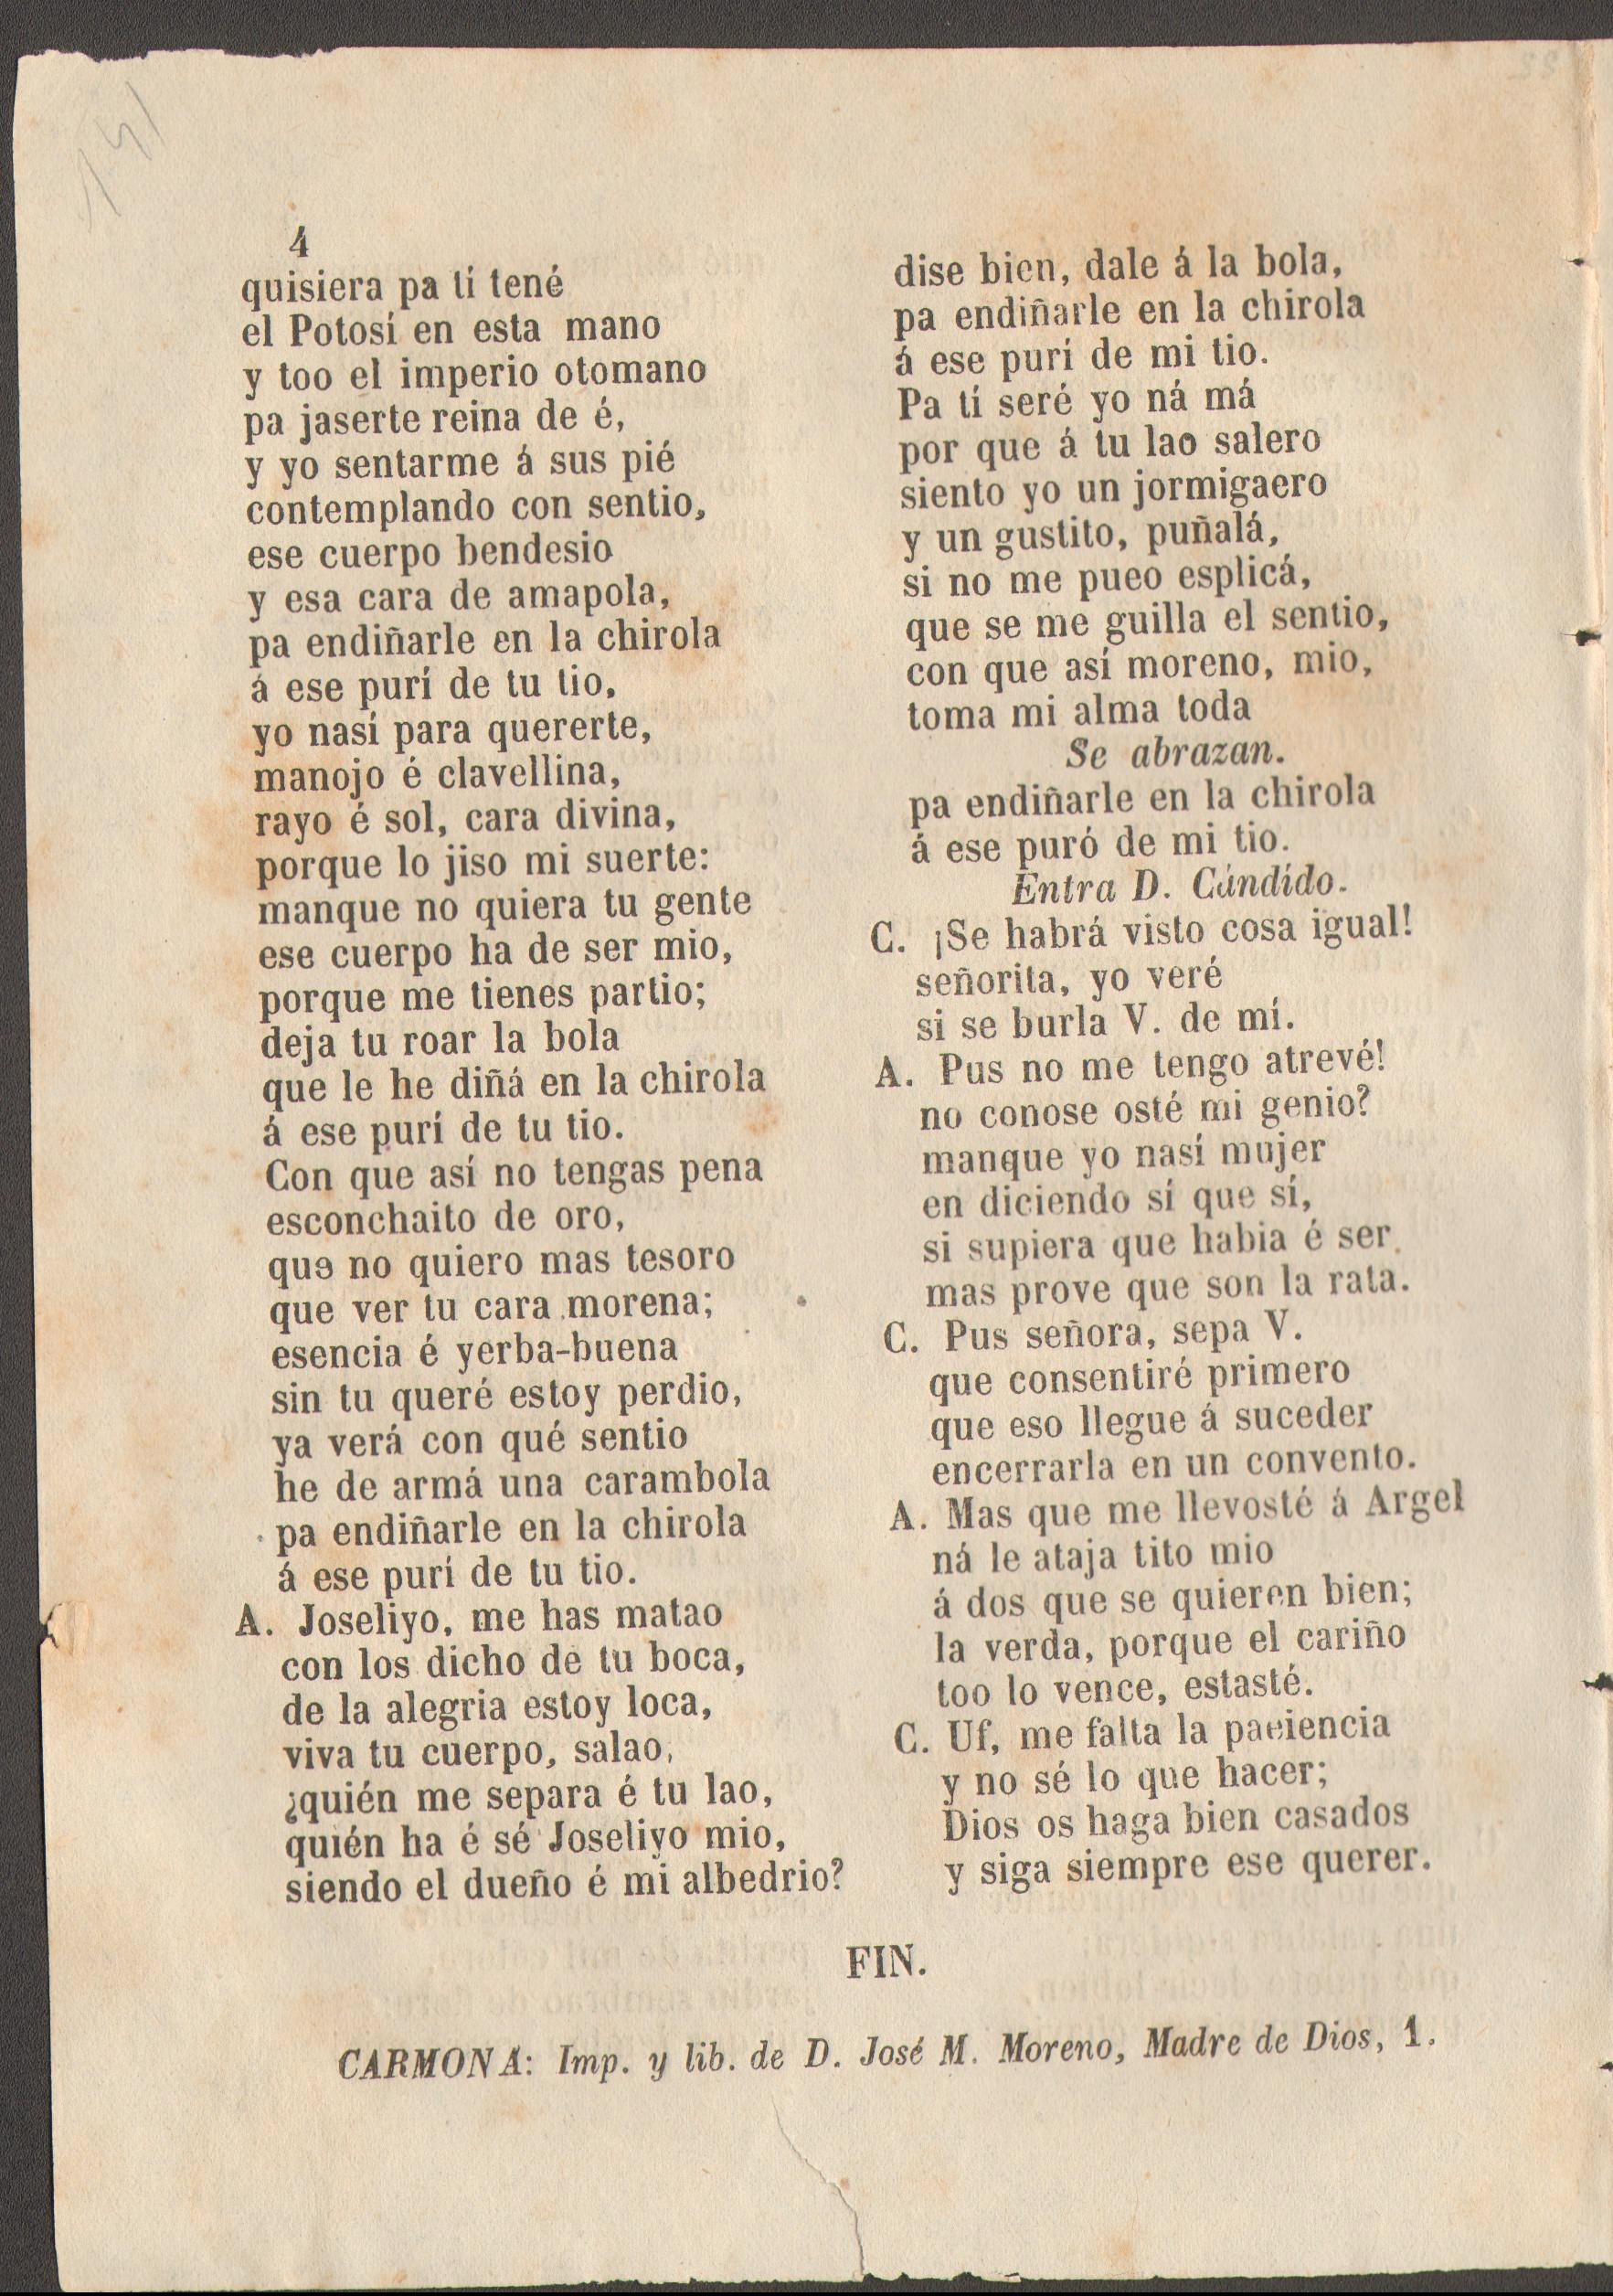 141
4
quisiera pa tí tené
el Potosí en esta mano
y too el imperio otomano
pa jaserte reina de é,
y yo sentarme á sus pié
contemplando con sentio,
ese cuerpo bendesio
y esa cara de amapola,
pa endiñarle en la chirola
á ese purí de tu tio,
yo nasí para quererte,
manojo é clavellina,
rayo é sol, cara divina,
porque lo jiso mi suerte:
manque no quiera tu gente
ese cuerpo ha de ser mio,
porque me tienes partio;
deja tu roar la bola
que le he diñá en la chirola
á ese purí de tu tio.
Con que así no tengas pena
esconchaito de oro,
que no quiero mas tesoro
que ver tu cara morena;
esencia é yerba-buena
sin tu queré estoy perdio,
ya verá con qué sentio
he de armá una carambola
pa endiñarle en la chirola
á ese purí de tu tio.
A. Joseliyo, me has matao
con los dicho de tu boca,
de la alegria estoy loca,
viva tu cuerpo, salao,
¿quién me separa é tu lao,
quién ha é sé Joseliyo mio,
siendo el dueño é mi albedrio?
dise bien, dale á la bola,
pa endiñarle en la chirola
á ese purí de mi tio.
Pa tí seré yo ná má
por que á tu lao salero
siento yo un jormigaero
y un gustito, puñalá,
si no me pueo esplicá,
que se me guilla el sentio,
con que así moreno, mio,
toma mi alma toda
Se abrazan.
pa endiñarle en la chirola
á ese puró de mi tio.
Entra D. Cándido.
C. ¡Se habrá visto cosa igual!
señorita, yo veré
si se burla V. de mí.
A. Pus no me tengo atrevé!
no conose osté mi genio?
manque yo nasí mujer
en diciendo sí que sí,
si supiera que habia é ser
mas prove que son la rata.
C. Pus señora, sepa V.
que consentiré primero
que eso llegue á suceder
encerrarla en un convento.
A. Mas que me llevosté á Argel
ná le ataja tito mio
á dos que se quieren bien;
la verda, porque el cariño
too lo vence, estasté.
C. Uf, me falta la paciencia
y no sé lo que hacer;
Dios os haga bien casados
y siga siempre ese querer.
FIN.
CARMONA: Imp. y lib. de D. José M. Moreno, Madre de Dios, 1.